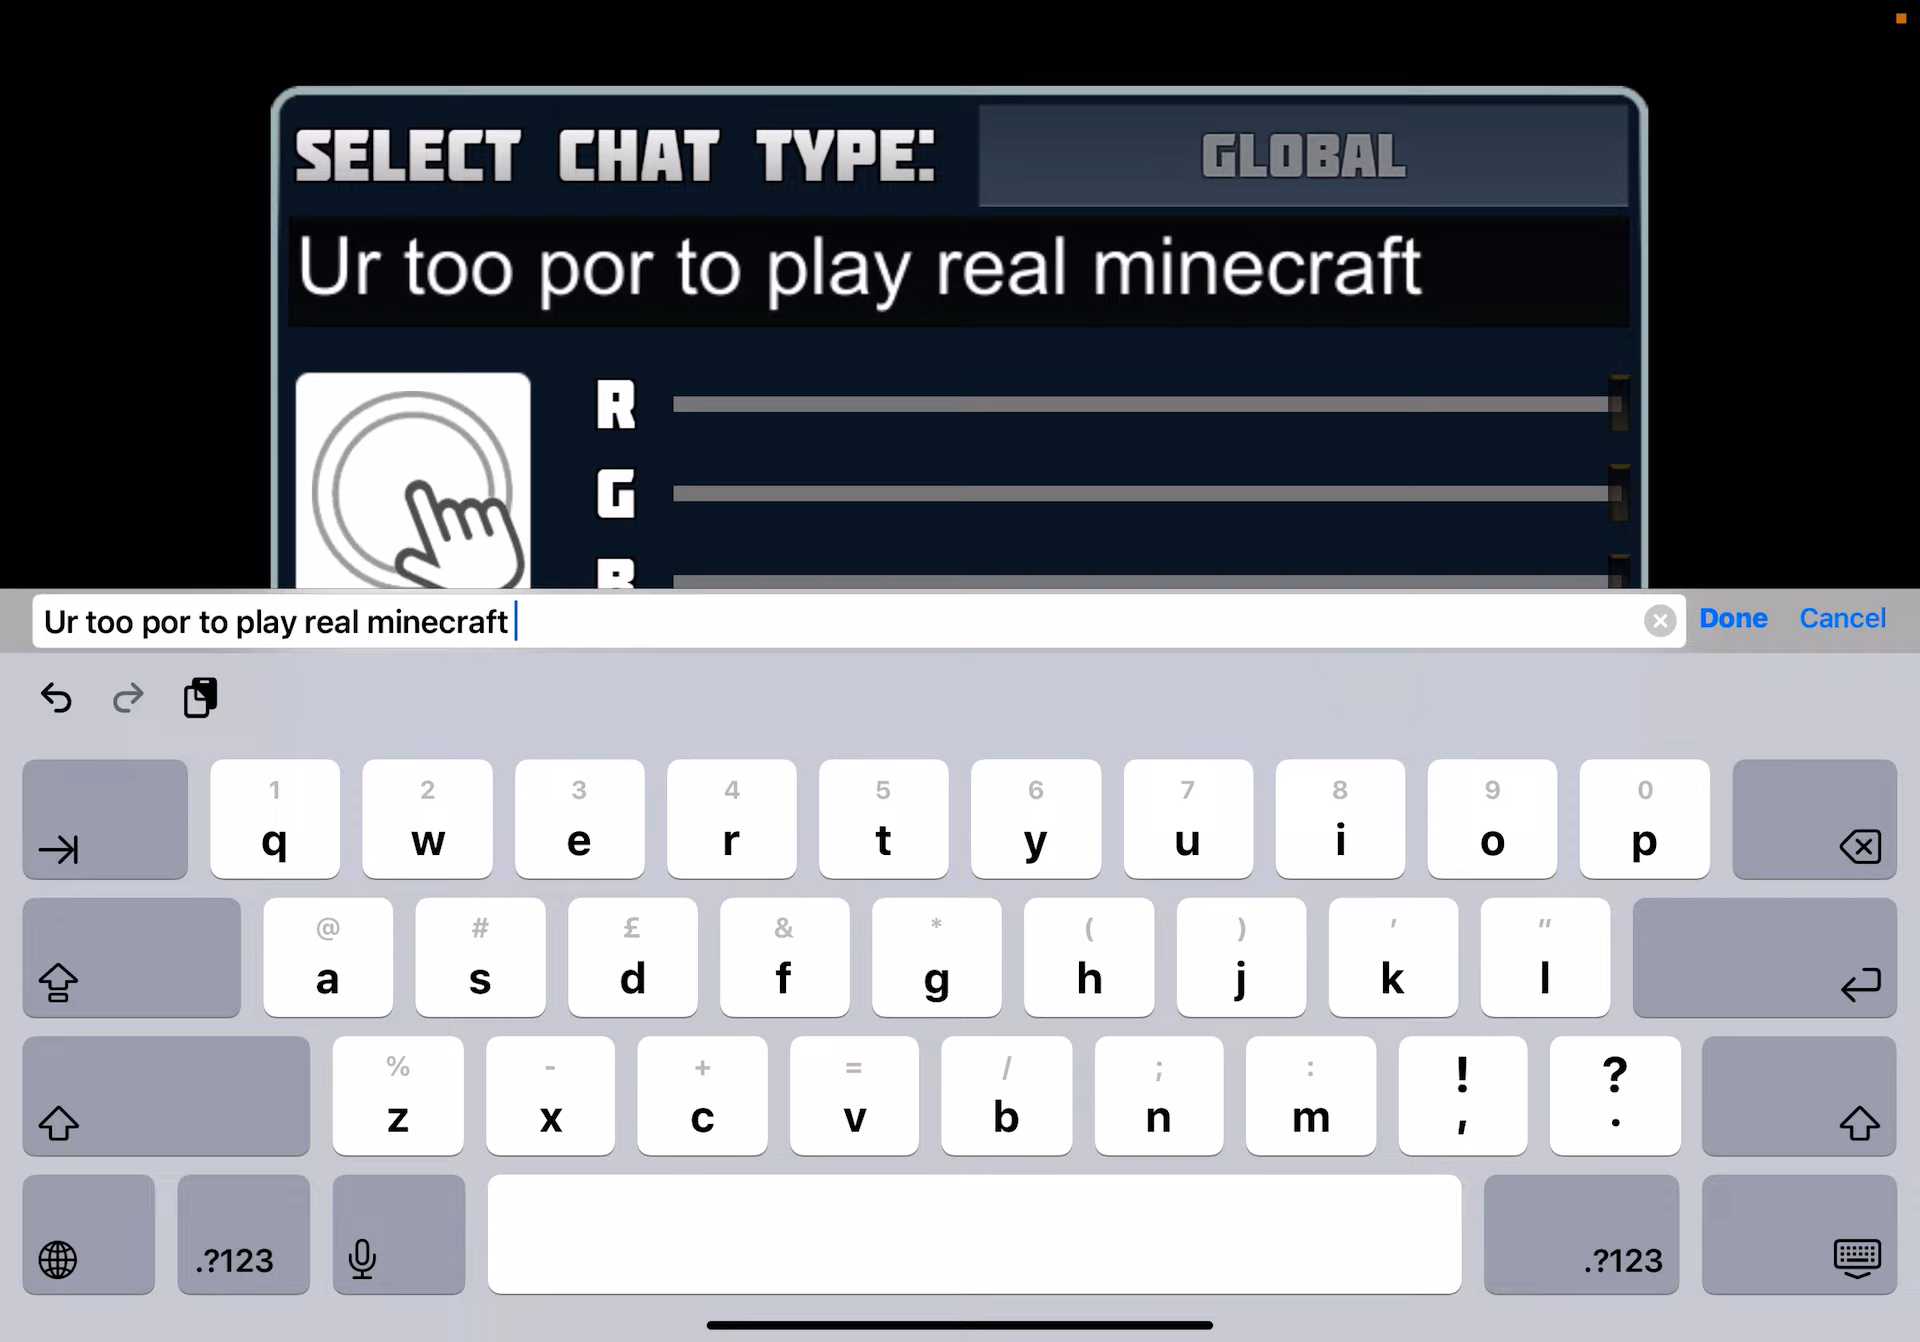 SELECT CHAT TYPE: GLOBAL
Ur too por to play real minecraft
R
G
B
Ur too por to play real minecraft Done Cancel
1 2 3 4 5 6 7 8 9 0
q w e r t y u i o p
@ # £ & * ( ) ' "
a s d f g h j k l
% - + = / ; : ! ?
z x c v b n m , .
.?123 .?123